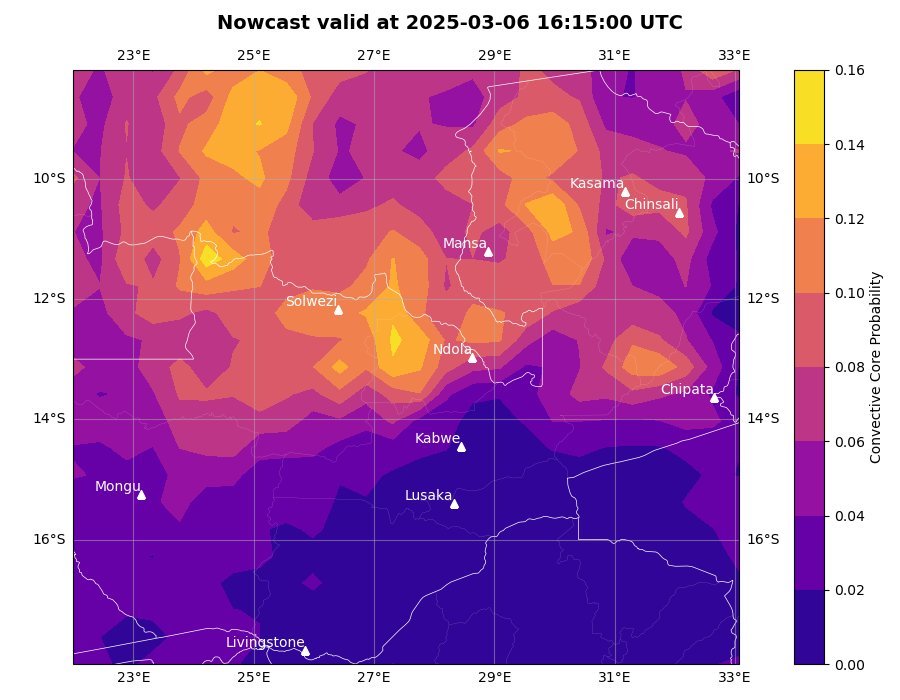 Nowcast valid at 2025-03-06 16:15:00 UTC
23°E 25°E 27°E 29°E 31°E 33°E
0.16
0.14
0.12
0.10
0.08
0.06
0.04
0.02
0.00
Convective Core Probability
10°S 10°S
12°S 12°S
14°S 14°S
16°S 16°S
Kasama
Chinsali
Mansa
Solwezi
Ndola
Chipata
Kabwe
Mongu
Lusaka
Livingstone
23°E 25°E 27°E 29°E 31°E 33°E